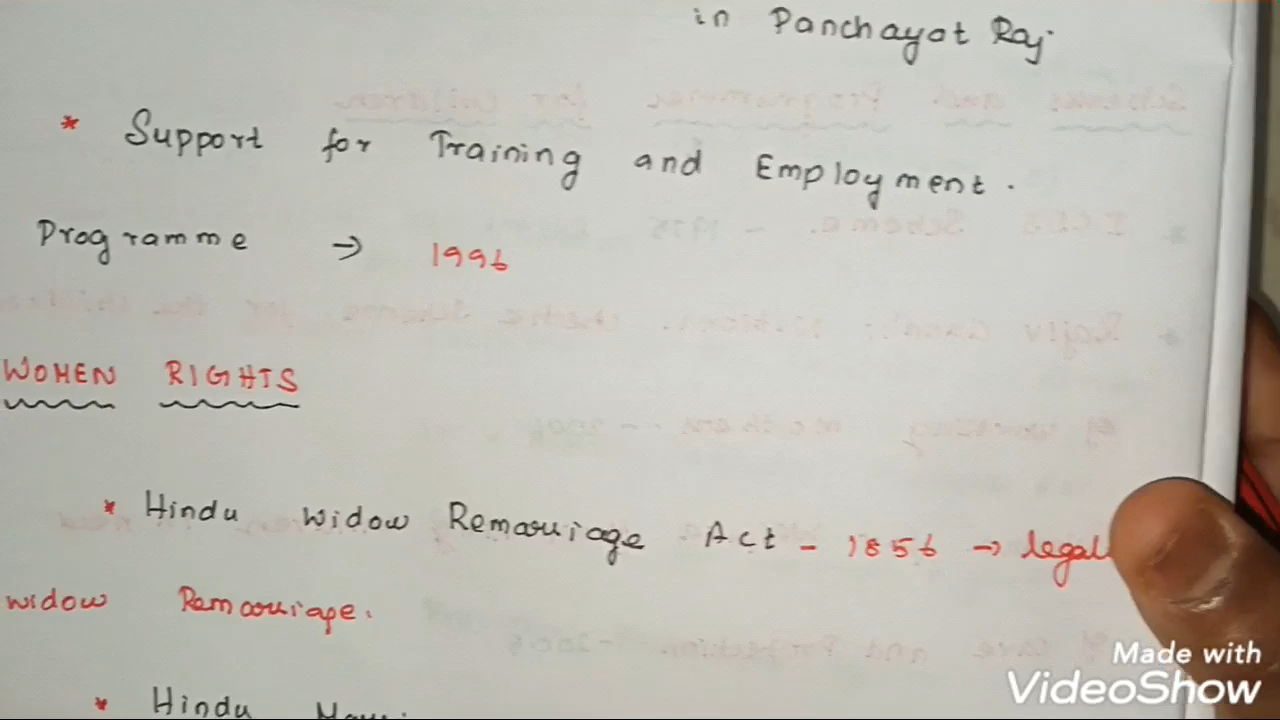 in Panchayat Raj
* Support for Training and Employment.
Programme → 1996
WOMEN RIGHTS
* Hindu Widow Remarriage Act - 1856 → legal
widow Remarriage.
* Hindu
Made with
VideoShow